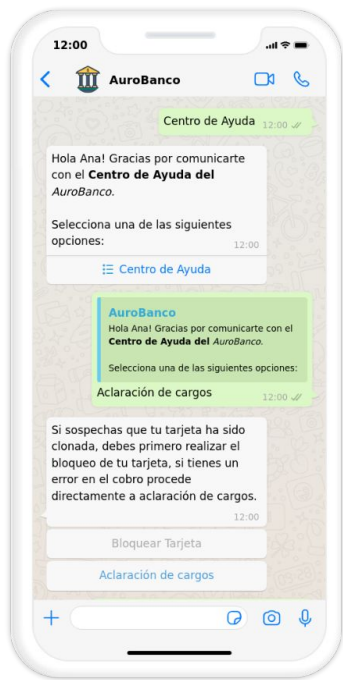 12:00
AuroBanco
Centro de Ayuda
12:00
Hola Ana! Gracias por comunicarte
con el Centro de Ayuda del
AuroBanco.
Selecciona una de las siguientes
opciones:
12:00
Centro de Ayuda
AuroBanco
Hola Ana! Gracias por comunicarte con el
Centro de Ayuda del AuroBanco.
Selecciona una de las siguientes opciones:
Aclaración de cargos
12:00
Si sospechas que tu tarjeta ha sido
clonada, debes primero realizar el
bloqueo de tu tarjeta, si tienes un
error en el cobro procede
directamente a aclaración de cargos.
12:00
Bloquear Tarjeta
Aclaración de cargos